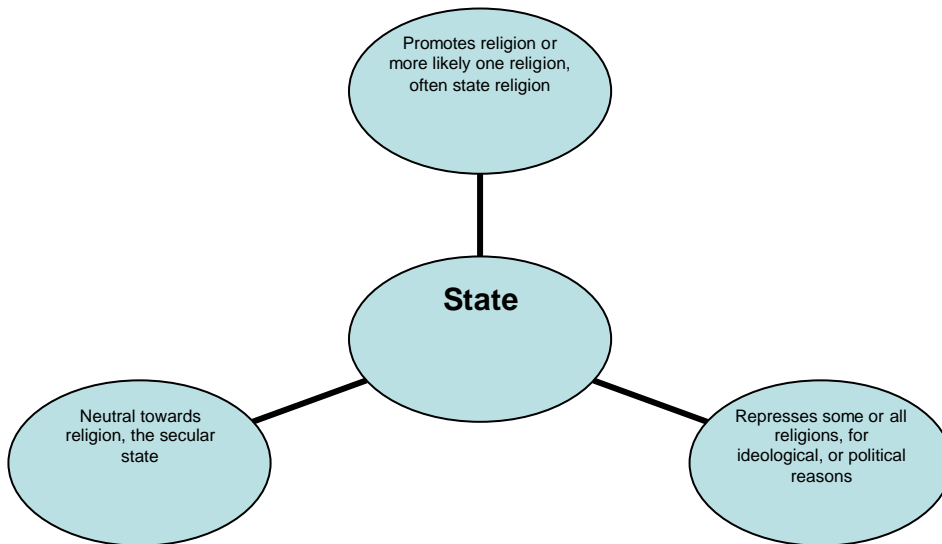 Promotes religion or
more likely one religion,
often state religion
State
Neutral towards
religion, the secular
state
Represses some or all
religions, for
ideological, or political
reasons